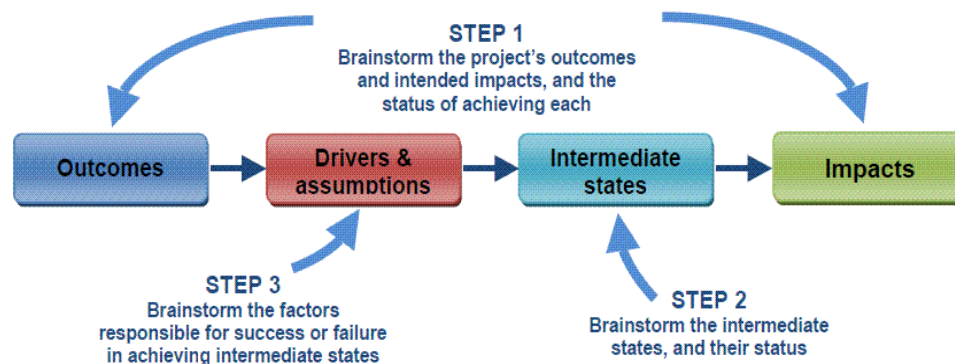 STEP 1
Brainstorm the project's outcomes
and intended impacts, and the
status of achieving each
Outcomes
Drivers &
assumptions
Intermediate
states
Impacts
STEP 3
Brainstorm the factors
responsible for success or failure
in achieving intermediate states
STEP 2
Brainstorm the intermediate
states, and their status